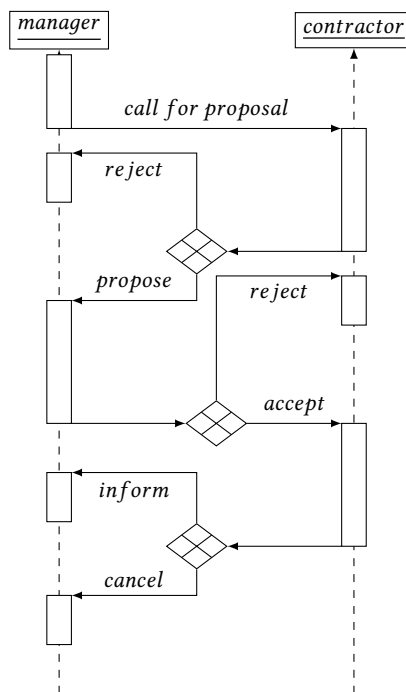 manager
contractor
call for proposal
reject
propose
reject
accept
inform
cancel